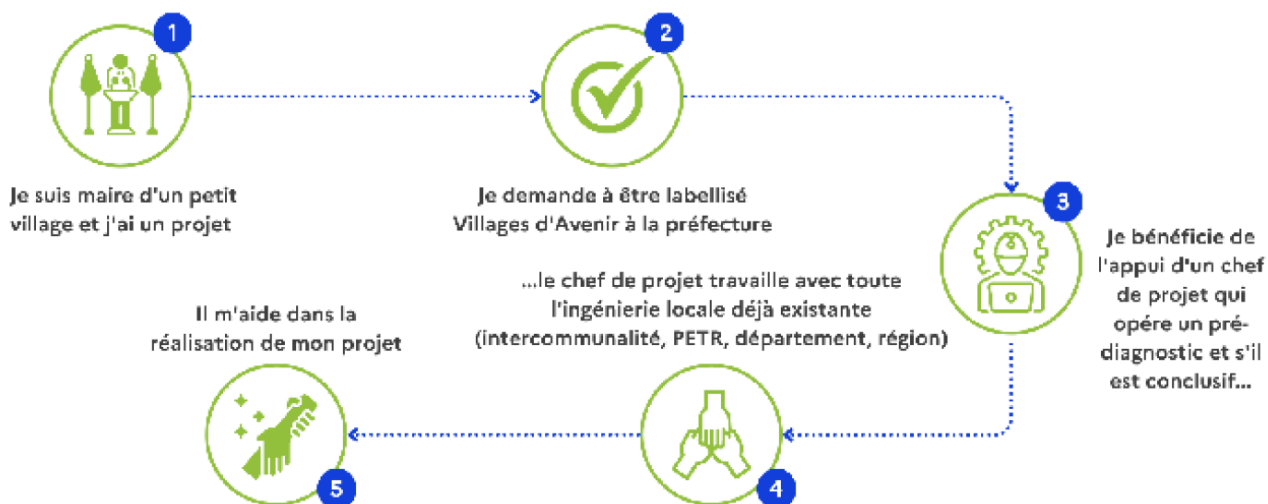 1
Je suis maire d'un petit
village et j'ai un projet
2
Je demande à être labellisé
Villages d'Avenir à la préfecture
3
Je bénéficie de
l'appui d'un chef
de projet qui
opére un pré-
diagnostic et s'il
est conclusif...
...le chef de projet travaille avec toute
l'ingénierie locale déjà existante
(intercommunalité, PETR, département, région)
4
Il m'aide dans la
réalisation de mon projet
5